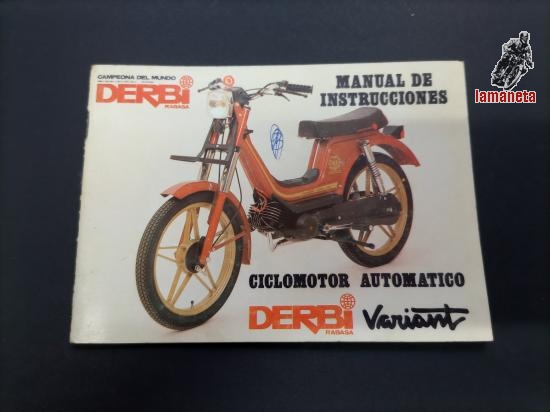 CAMPEONA DEL MUNDO
DERBI
RABASA
MANUAL DE
INSTRUCCIONES
lamaneta
CICLOMOTOR AUTOMATICO
DERBI
RABASA
Variant